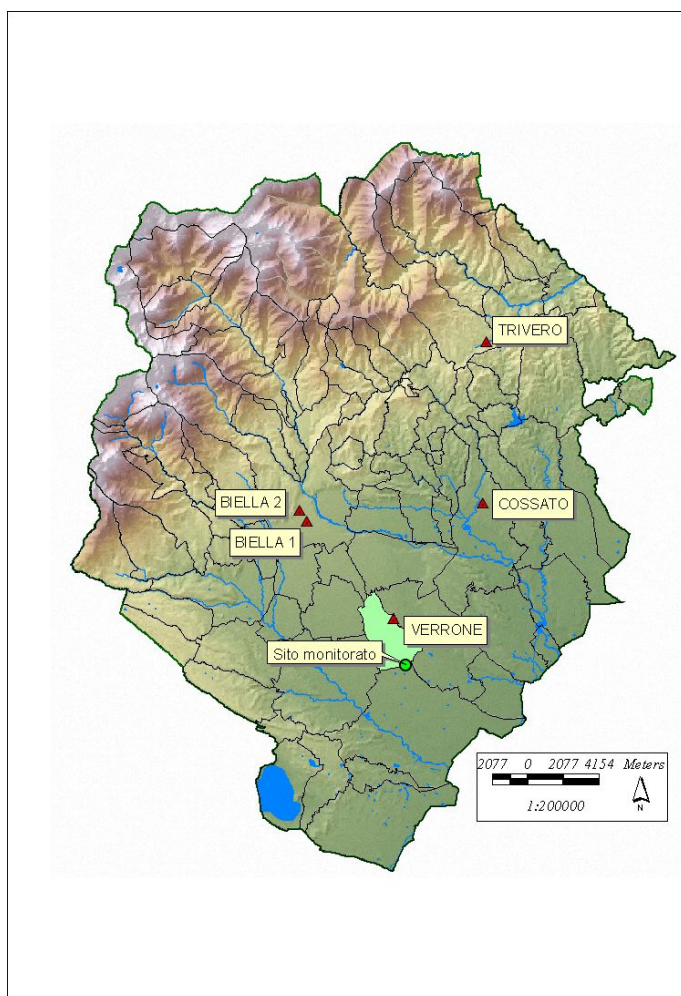 TRIVERO
BIELLA 2
COSSATO
BIELLA 1
VERRONE
Sito monitorato
2077 0 2077 4154 Meters
1:200000
N